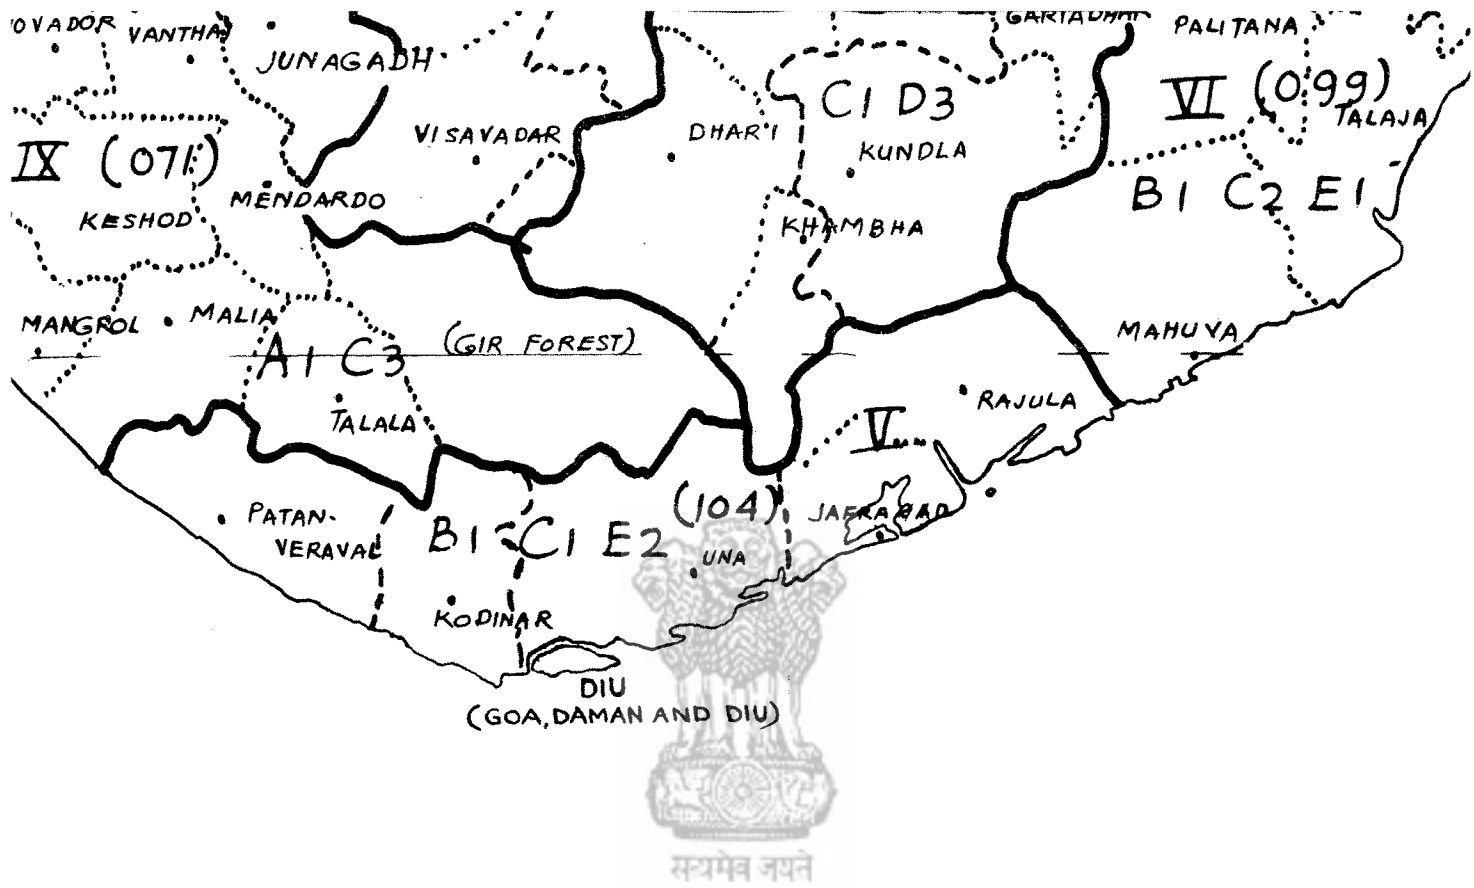 OVADOR
VANTHAL
JUNAGADH
GARIADHAR
PALITANA
VISAVADAR
DHARI
C1 D3
KUNDLA
VI (099)
TALAJA
IX (071)
MENDARDO
KESHOD
B1 C2 E1
KHAMBHA
MANGROL
MALIA
A1 C3
(GIR FOREST)
TALALA
MAHUVA
RAJULA
V
PATAN-
VERAVAL
B1 C1 E2
(104)
UNA
JAFRABAD
KODINAR
DIU
(GOA, DAMAN AND DIU)
सत्यमेव जयते